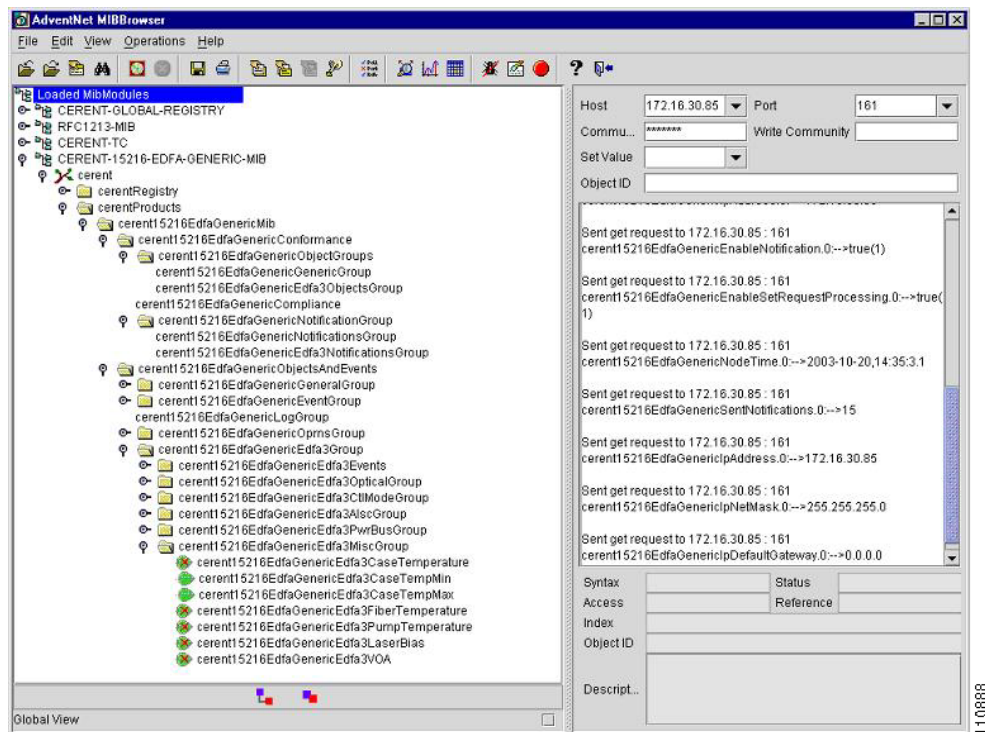 AdventNet MIBBrowser
File Edit View Operations Help
Loaded MibModules
CERENT-GLOBAL-REGISTRY
RFC1213-MIB
CERENT-TC
CERENT-15216-EDFA-GENERIC-MIB
cerent
cerentRegistry
cerentProducts
cerent15216EdfaGenericMib
cerent15216EdfaGenericConformance
cerent15216EdfaGenericObjectGroups
cerent15216EdfaGenericGenericGroup
cerent15216EdfaGenericEdfa3ObjectsGroup
cerent15216EdfaGenericCompliance
cerent15216EdfaGenericNotificationGroup
cerent15216EdfaGenericNotificationsGroup
cerent15216EdfaGenericEdfa3NotificationsGroup
cerent15216EdfaGenericObjectsAndEvents
cerent15216EdfaGenericGeneralGroup
cerent15216EdfaGenericEventGroup
cerent15216EdfaGenericLogGroup
cerent15216EdfaGenericOprnsGroup
cerent15216EdfaGenericEdfa3Group
cerent15216EdfaGenericEdfa3Events
cerent15216EdfaGenericEdfa3OpticalGroup
cerent15216EdfaGenericEdfa3CtlModeGroup
cerent15216EdfaGenericEdfa3AlscGroup
cerent15216EdfaGenericEdfa3PwrBusGroup
cerent15216EdfaGenericEdfa3MiscGroup
cerent15216EdfaGenericEdfa3CaseTemperature
cerent15216EdfaGenericEdfa3CaseTempMin
cerent15216EdfaGenericEdfa3CaseTempMax
cerent15216EdfaGenericEdfa3FiberTemperature
cerent15216EdfaGenericEdfa3PumpTemperature
cerent15216EdfaGenericEdfa3LaserBias
cerent15216EdfaGenericEdfa3VOA
Global View
Host 172.16.30.85 Port 161
Commu... ******* Write Community
Set Value
Object ID
Sent get request to 172.16.30.85 : 161
cerent15216EdfaGenericEnableNotification.0:-->true(1)
Sent get request to 172.16.30.85 : 161
cerent15216EdfaGenericEnableSetRequestProcessing.0:-->true(
1)
Sent get request to 172.16.30.85 : 161
cerent15216EdfaGenericNodeTime.0:-->2003-10-20,14:35:3.1
Sent get request to 172.16.30.85 : 161
cerent15216EdfaGenericSentNotifications.0:-->15
Sent get request to 172.16.30.85 : 161
cerent15216EdfaGenericIpAddress.0:-->172.16.30.85
Sent get request to 172.16.30.85 : 161
cerent15216EdfaGenericIpNetMask.0:-->255.255.255.0
Sent get request to 172.16.30.85 : 161
cerent15216EdfaGenericIpDefaultGateway.0:-->0.0.0.0
Syntax Status
Access Reference
Index
Object ID
Descript...
110888